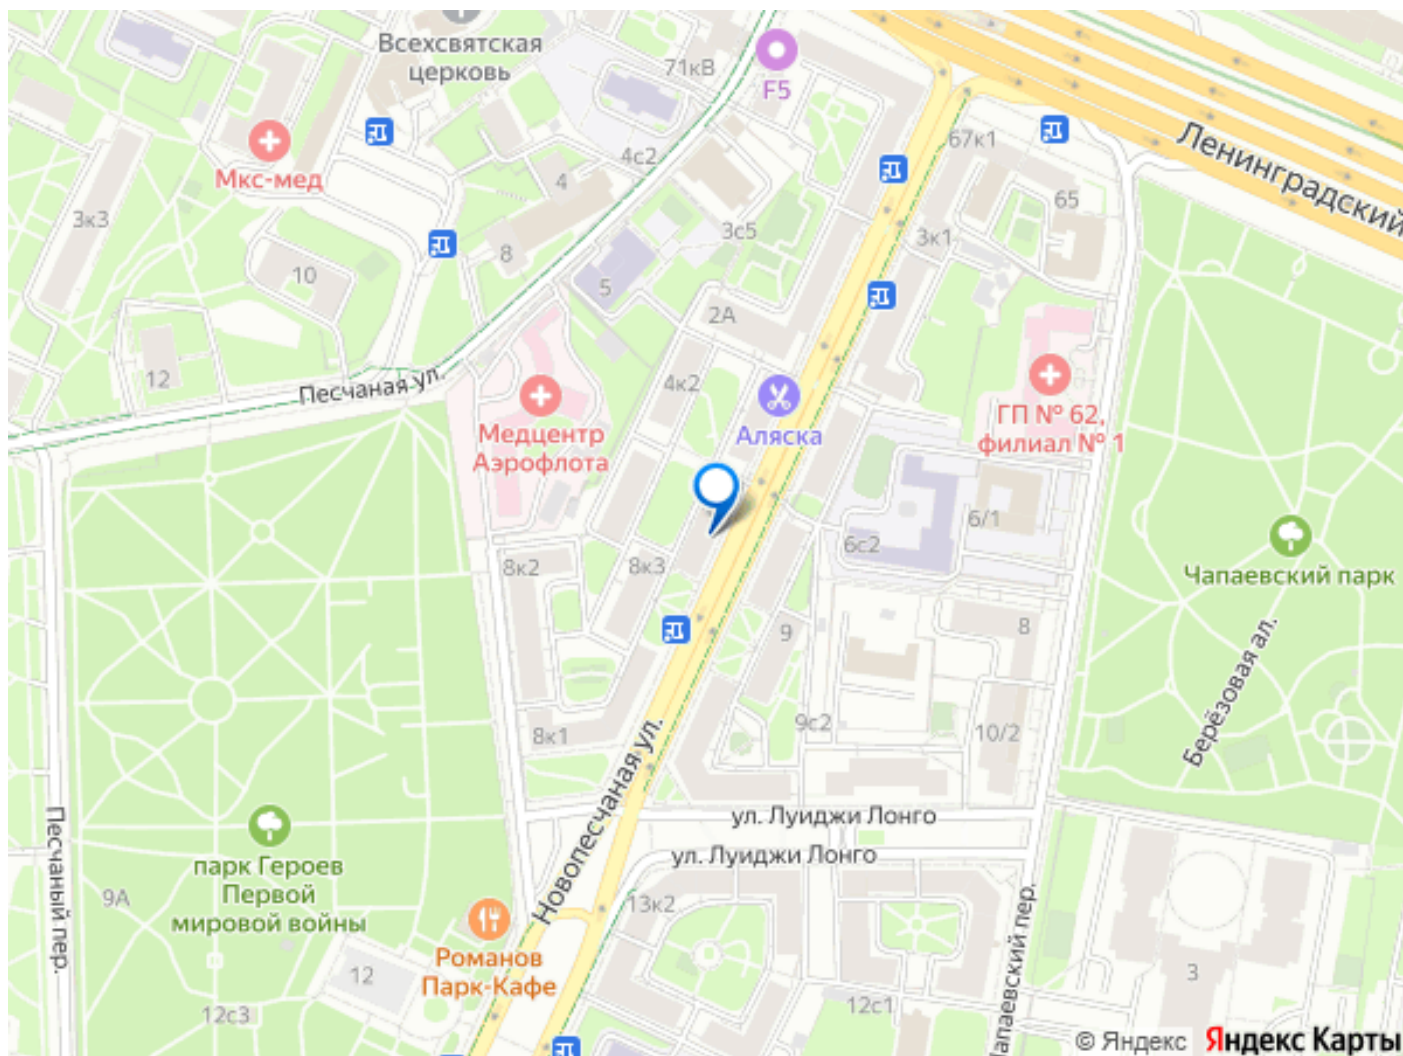 Всехсвятская
церковь
71кВ
F5
67к1
Ленинградский
Мкс-мед
4с2
4
65
3к3
3с5
3к1
8
10
5
2А
12
Песчаная ул.
4к2
Медцентр
Аэрофлота
Аляска
ГП № 62,
филиал № 1
6/1
6с2
8к2
8к3
Чапаевский парк
9
8
Берёзовая ал.
8к1
9с2
10/2
Новопесчаная ул.
ул. Луиджи Лонго
ул. Луиджи Лонго
Песчаный пер.
парк Героев
Первой
мировой войны
9А
13к2
Романов
Парк-Кафе
12
12с3
12с1
Чапаевский пер.
3
© Яндекс Яндекс Карты